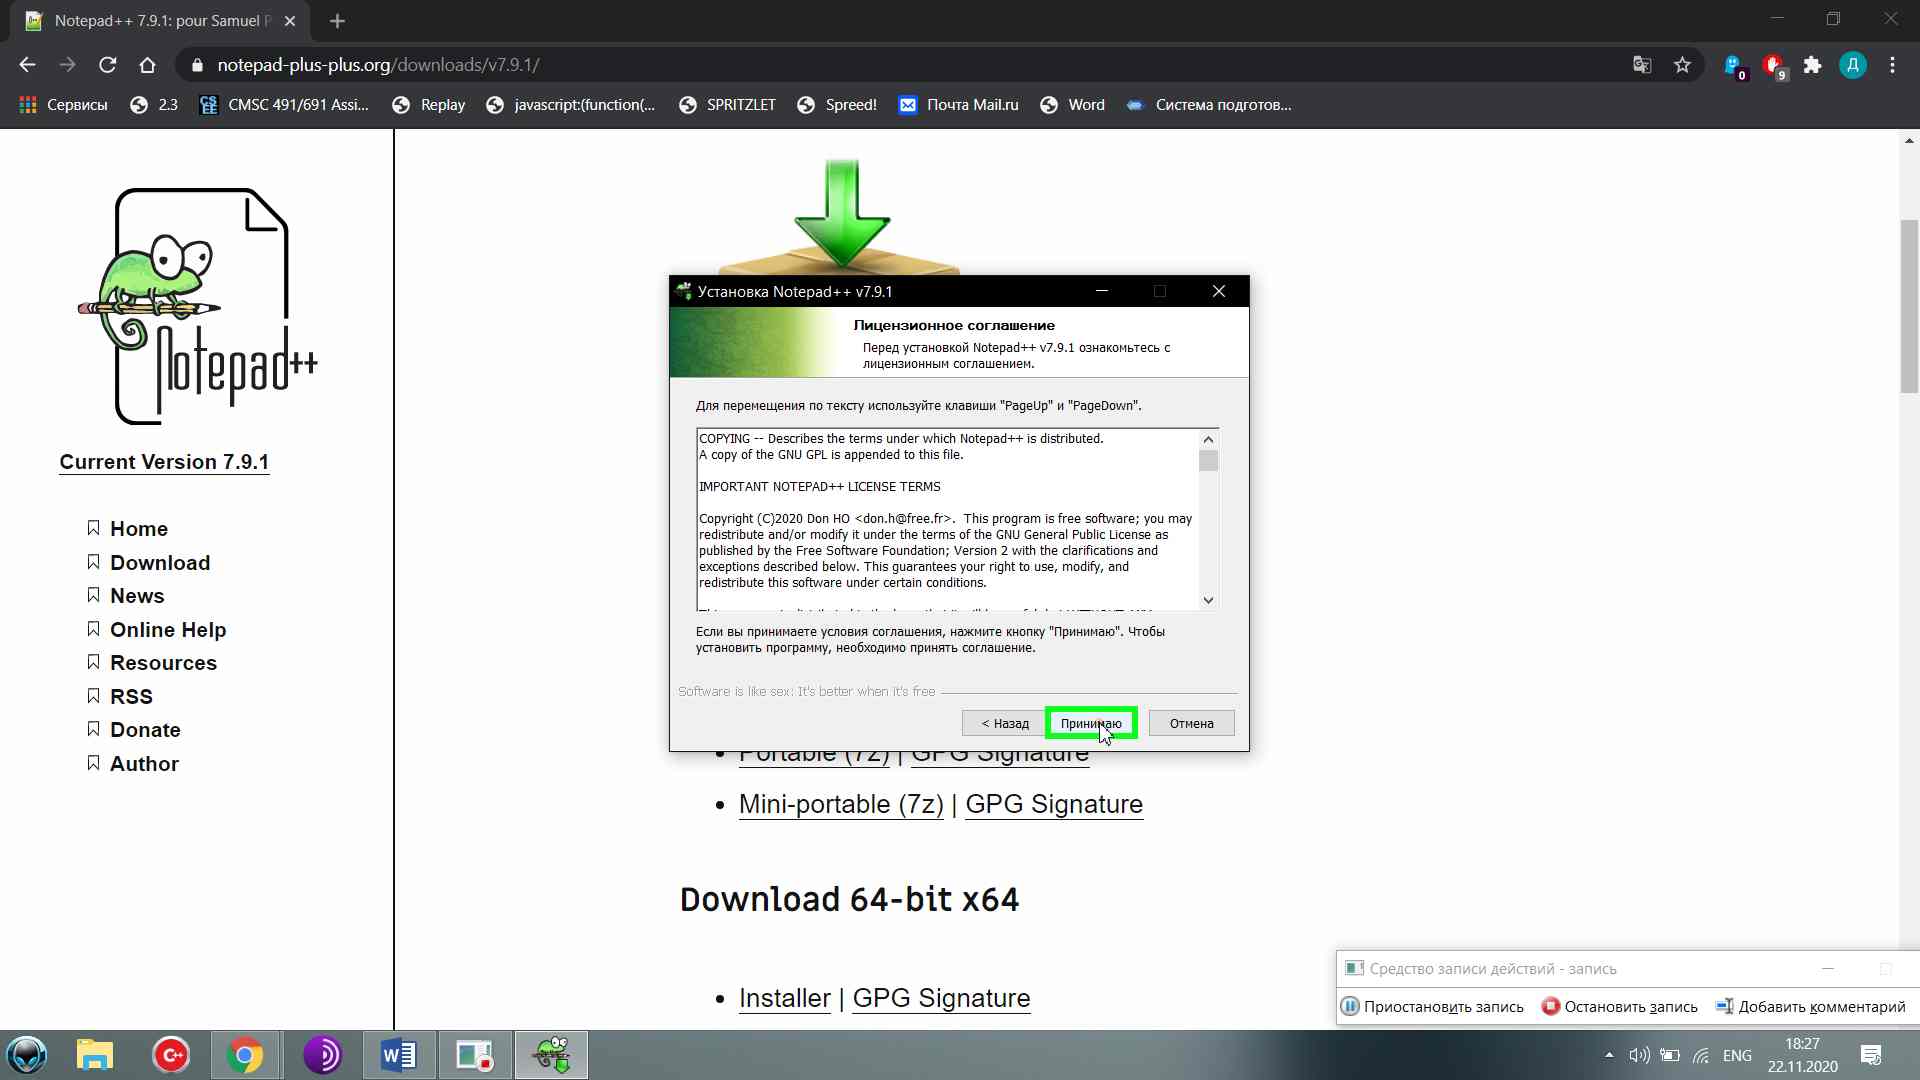 Notepad++ 7.9.1: pour Samuel P
notepad-plus-plus.org/downloads/v7.9.1/
0
9
Д
Сервисы
2.3
CMSC 491/691 Assi...
Replay
javascript:(function(...
SPRITZLET
Spreed!
Почта Mail.ru
Word
Система подготов...
Notepad++
Current Version 7.9.1
Home
Download
News
Online Help
Resources
RSS
Donate
Author
Установка Notepad++ v7.9.1
Лицензионное соглашение
Перед установкой Notepad++ v7.9.1 ознакомьтесь с
лицензионным соглашением.
Для перемещения по тексту используйте клавиши "PageUp" и "PageDown".
COPYING -- Describes the terms under which Notepad++ is distributed.
A copy of the GNU GPL is appended to this file.
IMPORTANT NOTEPAD++ LICENSE TERMS
Copyright (C)2020 Don HO <don.h@free.fr>.  This program is free software; you may
redistribute and/or modify it under the terms of the GNU General Public License as
published by the Free Software Foundation; Version 2 with the clarifications and
exceptions described below. This guarantees your right to use, modify, and
redistribute this software under certain conditions.
Если вы принимаете условия соглашения, нажмите кнопку "Принимаю". Чтобы
установить программу, необходимо принять соглашение.
Software is like sex: It's better when it's free
< Назад
Принимаю
Отмена
Portable (7z) | GPG Signature
Mini-portable (7z) | GPG Signature
Download 64-bit x64
Installer | GPG Signature
Средство записи действий - запись
Приостановить запись
Остановить запись
Добавить комментарий
ENG
18:27
22.11.2020